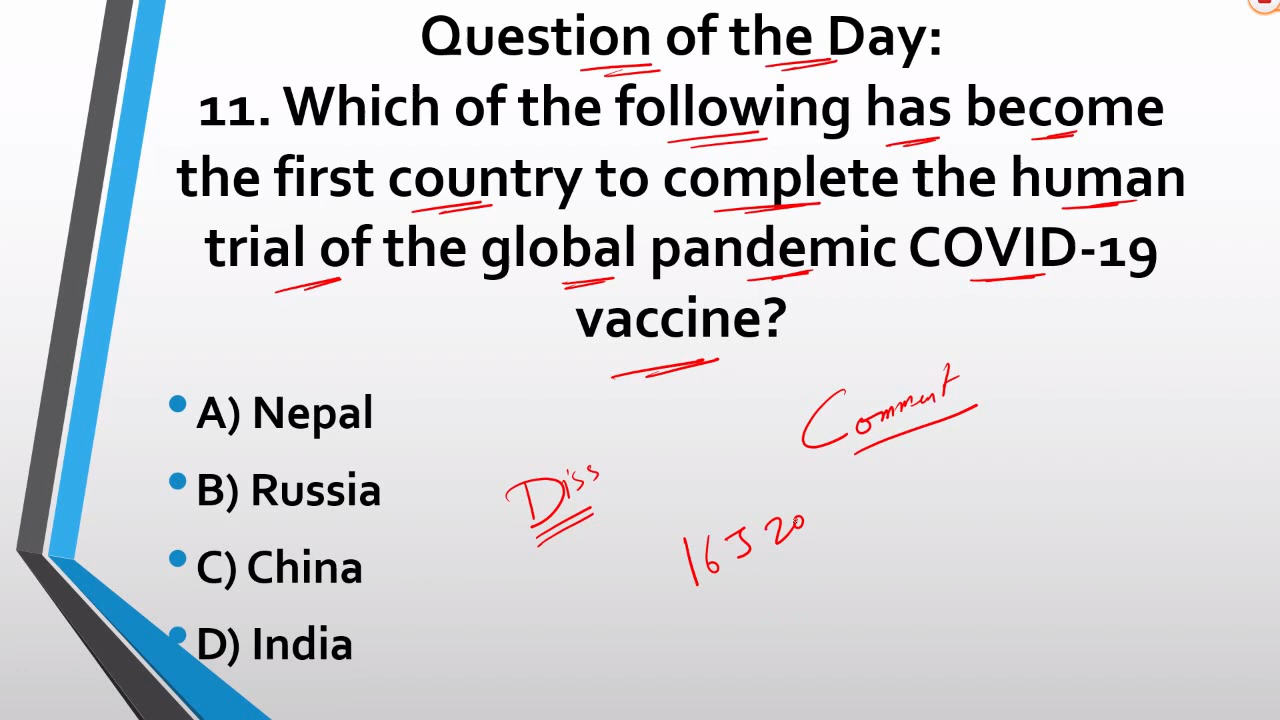 Question of the Day:
11. Which of the following has become
the first country to complete the human
trial of the global pandemic COVID-19
vaccine?
A) Nepal
B) Russia
C) China
D) India
Comment
Diss
16 J 20